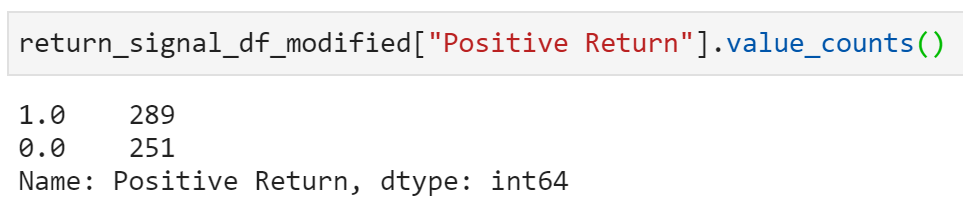 return_signal_df_modified["Positive Return"].value_counts()
1.0    289
0.0    251
Name: Positive Return, dtype: int64